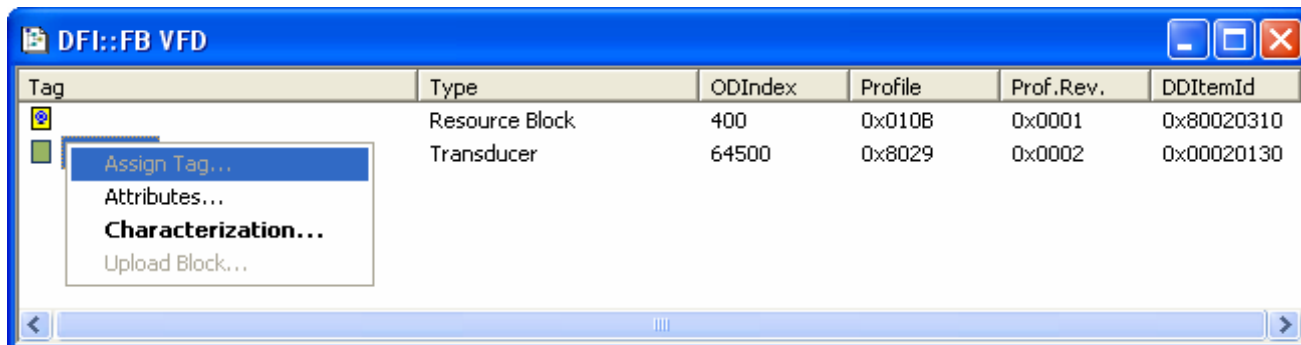 DFI::FB VFD
Tag Type ODIndex Profile Prof.Rev. DDItemId
Resource Block 400 0x010B 0x0001 0x80020310
Transducer 64500 0x8029 0x0002 0x00020130
Assign Tag...
Attributes...
Characterization...
Upload Block...